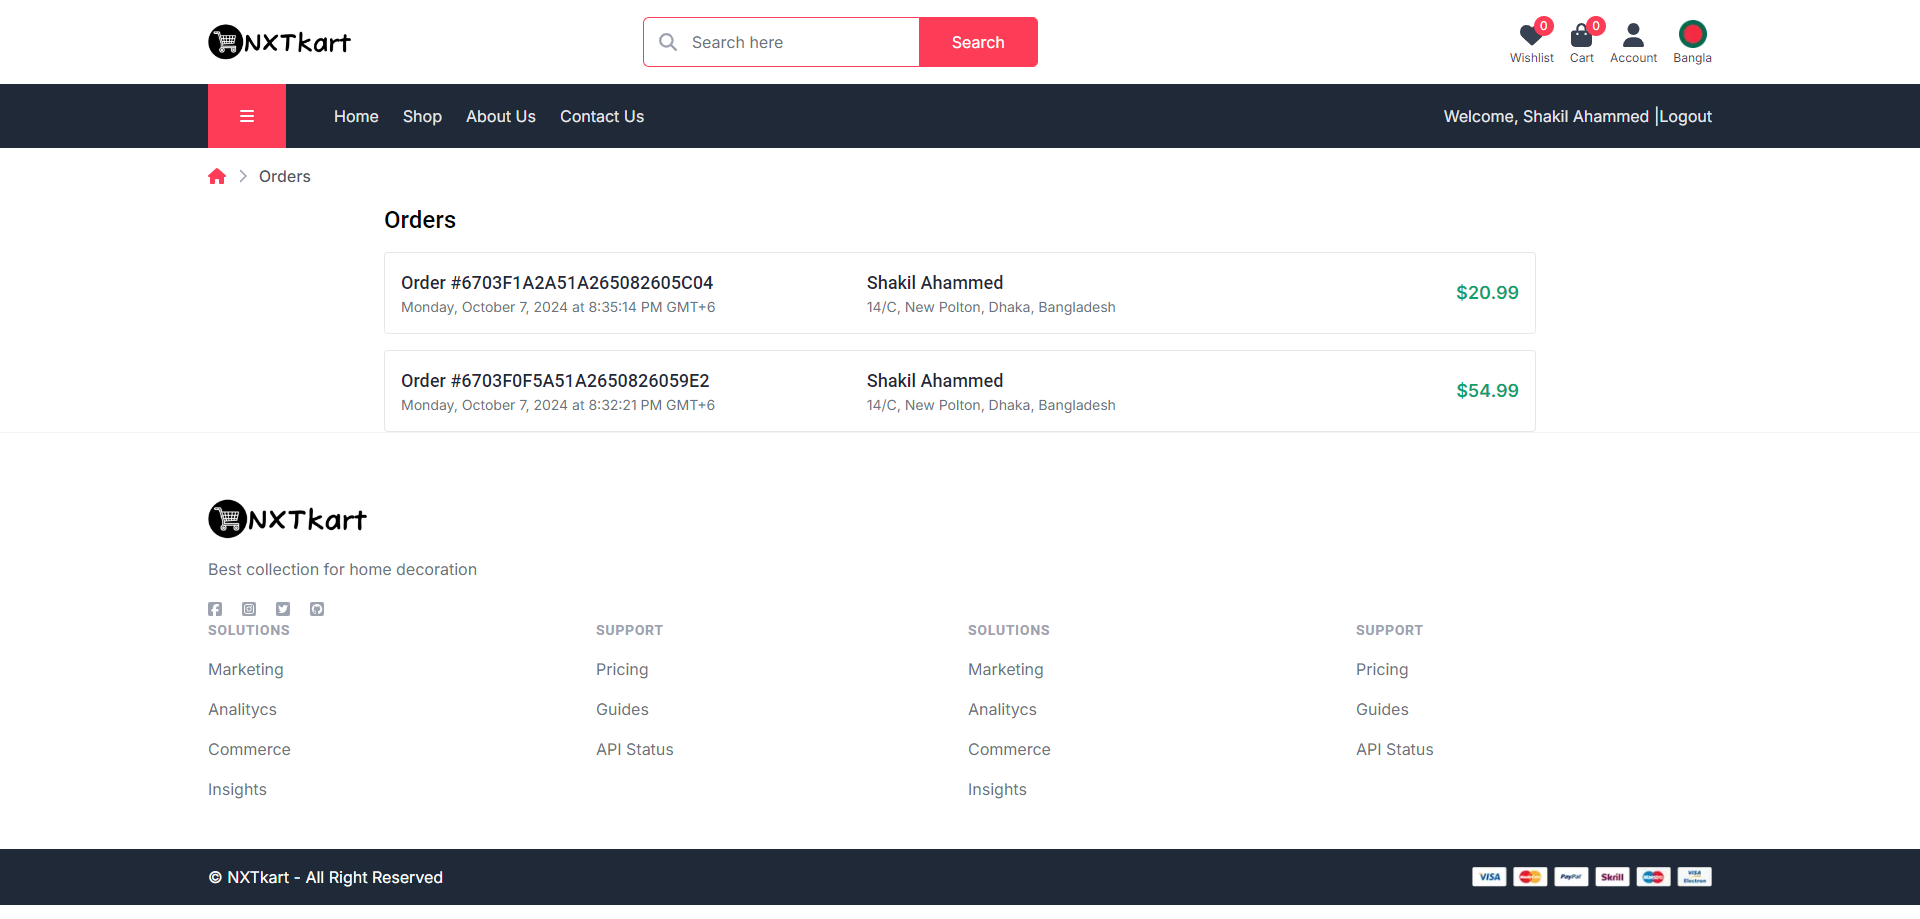 NXTkart
Search here
Search
0
0
Wishlist
Cart
Account
Bangla
Home
Shop
About Us
Contact Us
Welcome, Shakil Ahammed |Logout
Orders
Orders
Order #6703F1A2A51A265082605C04
Monday, October 7, 2024 at 8:35:14 PM GMT+6
Shakil Ahammed
14/C, New Polton, Dhaka, Bangladesh
$20.99
Order #6703F0F5A51A2650826059E2
Monday, October 7, 2024 at 8:32:21 PM GMT+6
Shakil Ahammed
14/C, New Polton, Dhaka, Bangladesh
$54.99
NXTkart
Best collection for home decoration
SOLUTIONS
Marketing
Analitycs
Commerce
Insights
SUPPORT
Pricing
Guides
API Status
SOLUTIONS
Marketing
Analitycs
Commerce
Insights
SUPPORT
Pricing
Guides
API Status
© NXTkart - All Right Reserved
VISA
MasterCard
PayPal
Skrill
Maestro
VISA
Electron